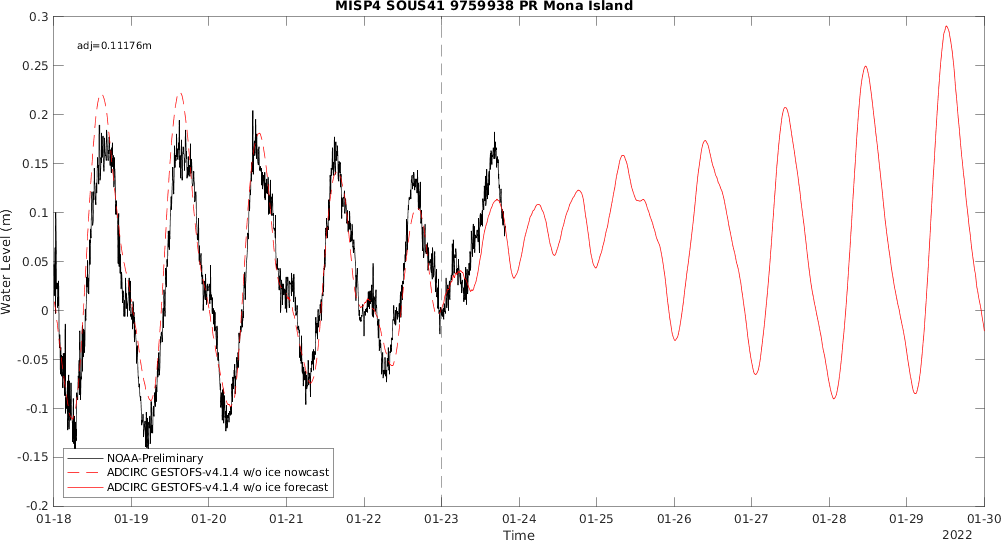 MISP4 SOUS41 9759938 PR Mona Island
adj=0.11176m
0.3
0.25
0.2
0.15
0.1
0.05
0
-0.05
-0.1
-0.15
-0.2
Water Level (m)
NOAA-Preliminary
ADCIRC GESTOFS-v4.1.4 w/o ice nowcast
ADCIRC GESTOFS-v4.1.4 w/o ice forecast
01-18 01-19 01-20 01-21 01-22 01-23 01-24 01-25 01-26 01-27 01-28 01-29 01-30
Time
2022